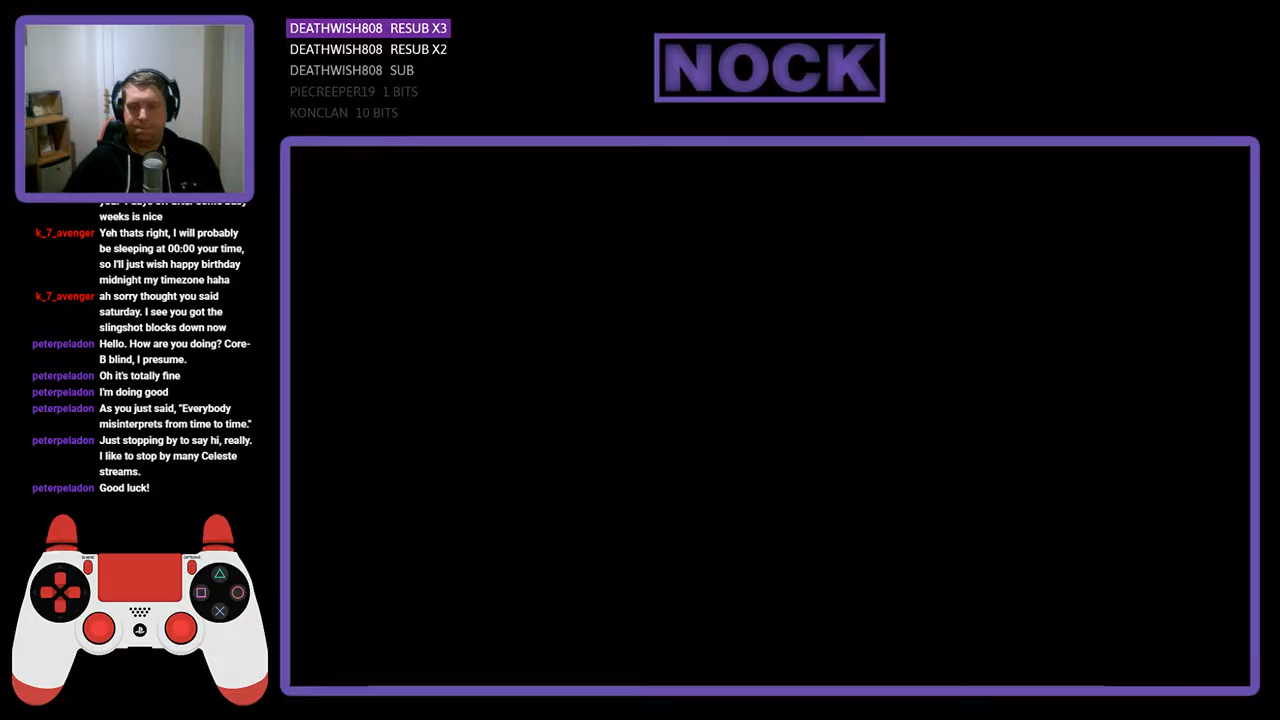 DEATHWISH808 RESUB X3
DEATHWISH808 RESUB X2
DEATHWISH808 SUB
PIECREEPER19 1 BITS
KONCLAN 10 BITS
NOCK
weeks is nice
k_7_avenger Yeh thats right, I will probably
be sleeping at 00:00 your time,
so I'll just wish happy birthday
midnight my timezone haha
k_7_avenger ah sorry thought you said
saturday. I see you got the
slingshot blocks down now
peterpeladon Hello. How are you doing? Core-
B blind, I presume.
peterpeladon Oh it's totally fine
peterpeladon I'm doing good
peterpeladon As you just said, "Everybody
misinterprets from time to time."
peterpeladon Just stopping by to say hi, really.
I like to stop by many Celeste
streams.
peterpeladon Good luck!
SHARE
OPTIONS